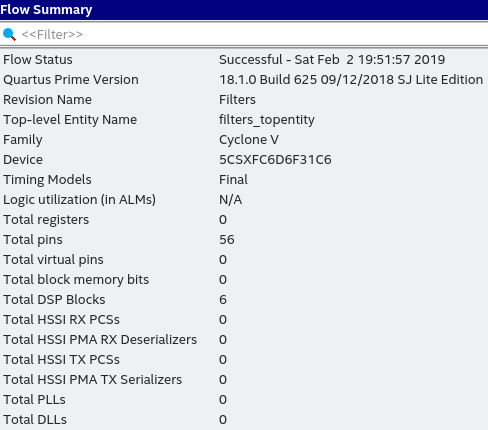 Flow Summary
<<Filter>>
Flow Status Successful - Sat Feb 2 19:51:57 2019
Quartus Prime Version 18.1.0 Build 625 09/12/2018 SJ Lite Edition
Revision Name Filters
Top-level Entity Name filters_topentity
Family Cyclone V
Device 5CSXFC6D6F31C6
Timing Models Final
Logic utilization (in ALMs) N/A
Total registers 0
Total pins 56
Total virtual pins 0
Total block memory bits 0
Total DSP Blocks 6
Total HSSI RX PCSs 0
Total HSSI PMA RX Deserializers 0
Total HSSI TX PCSs 0
Total HSSI PMA TX Serializers 0
Total PLLs 0
Total DLLs 0